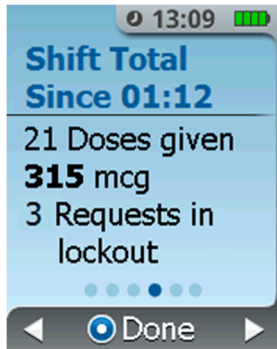 13:09
Shift Total
Since 01:12
21 Doses given
315 mcg
3 Requests in
lockout
Done